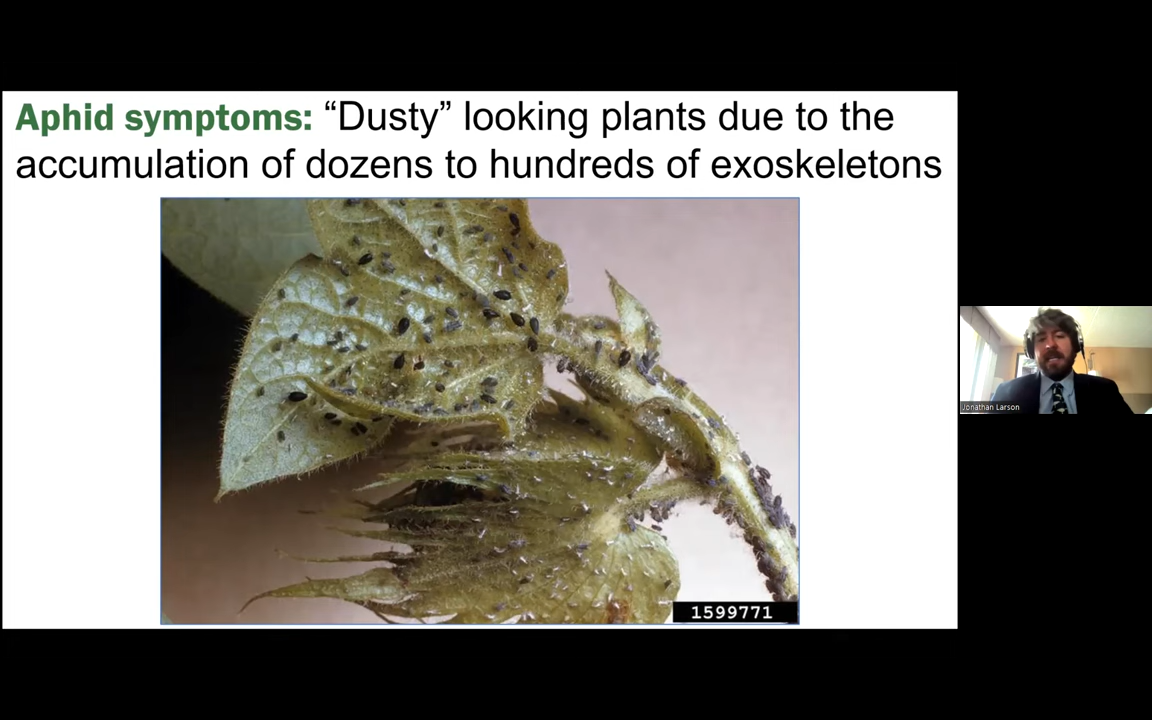 Aphid symptoms: “Dusty” looking plants due to the
accumulation of dozens to hundreds of exoskeletons
1599771
Jonathan Larson